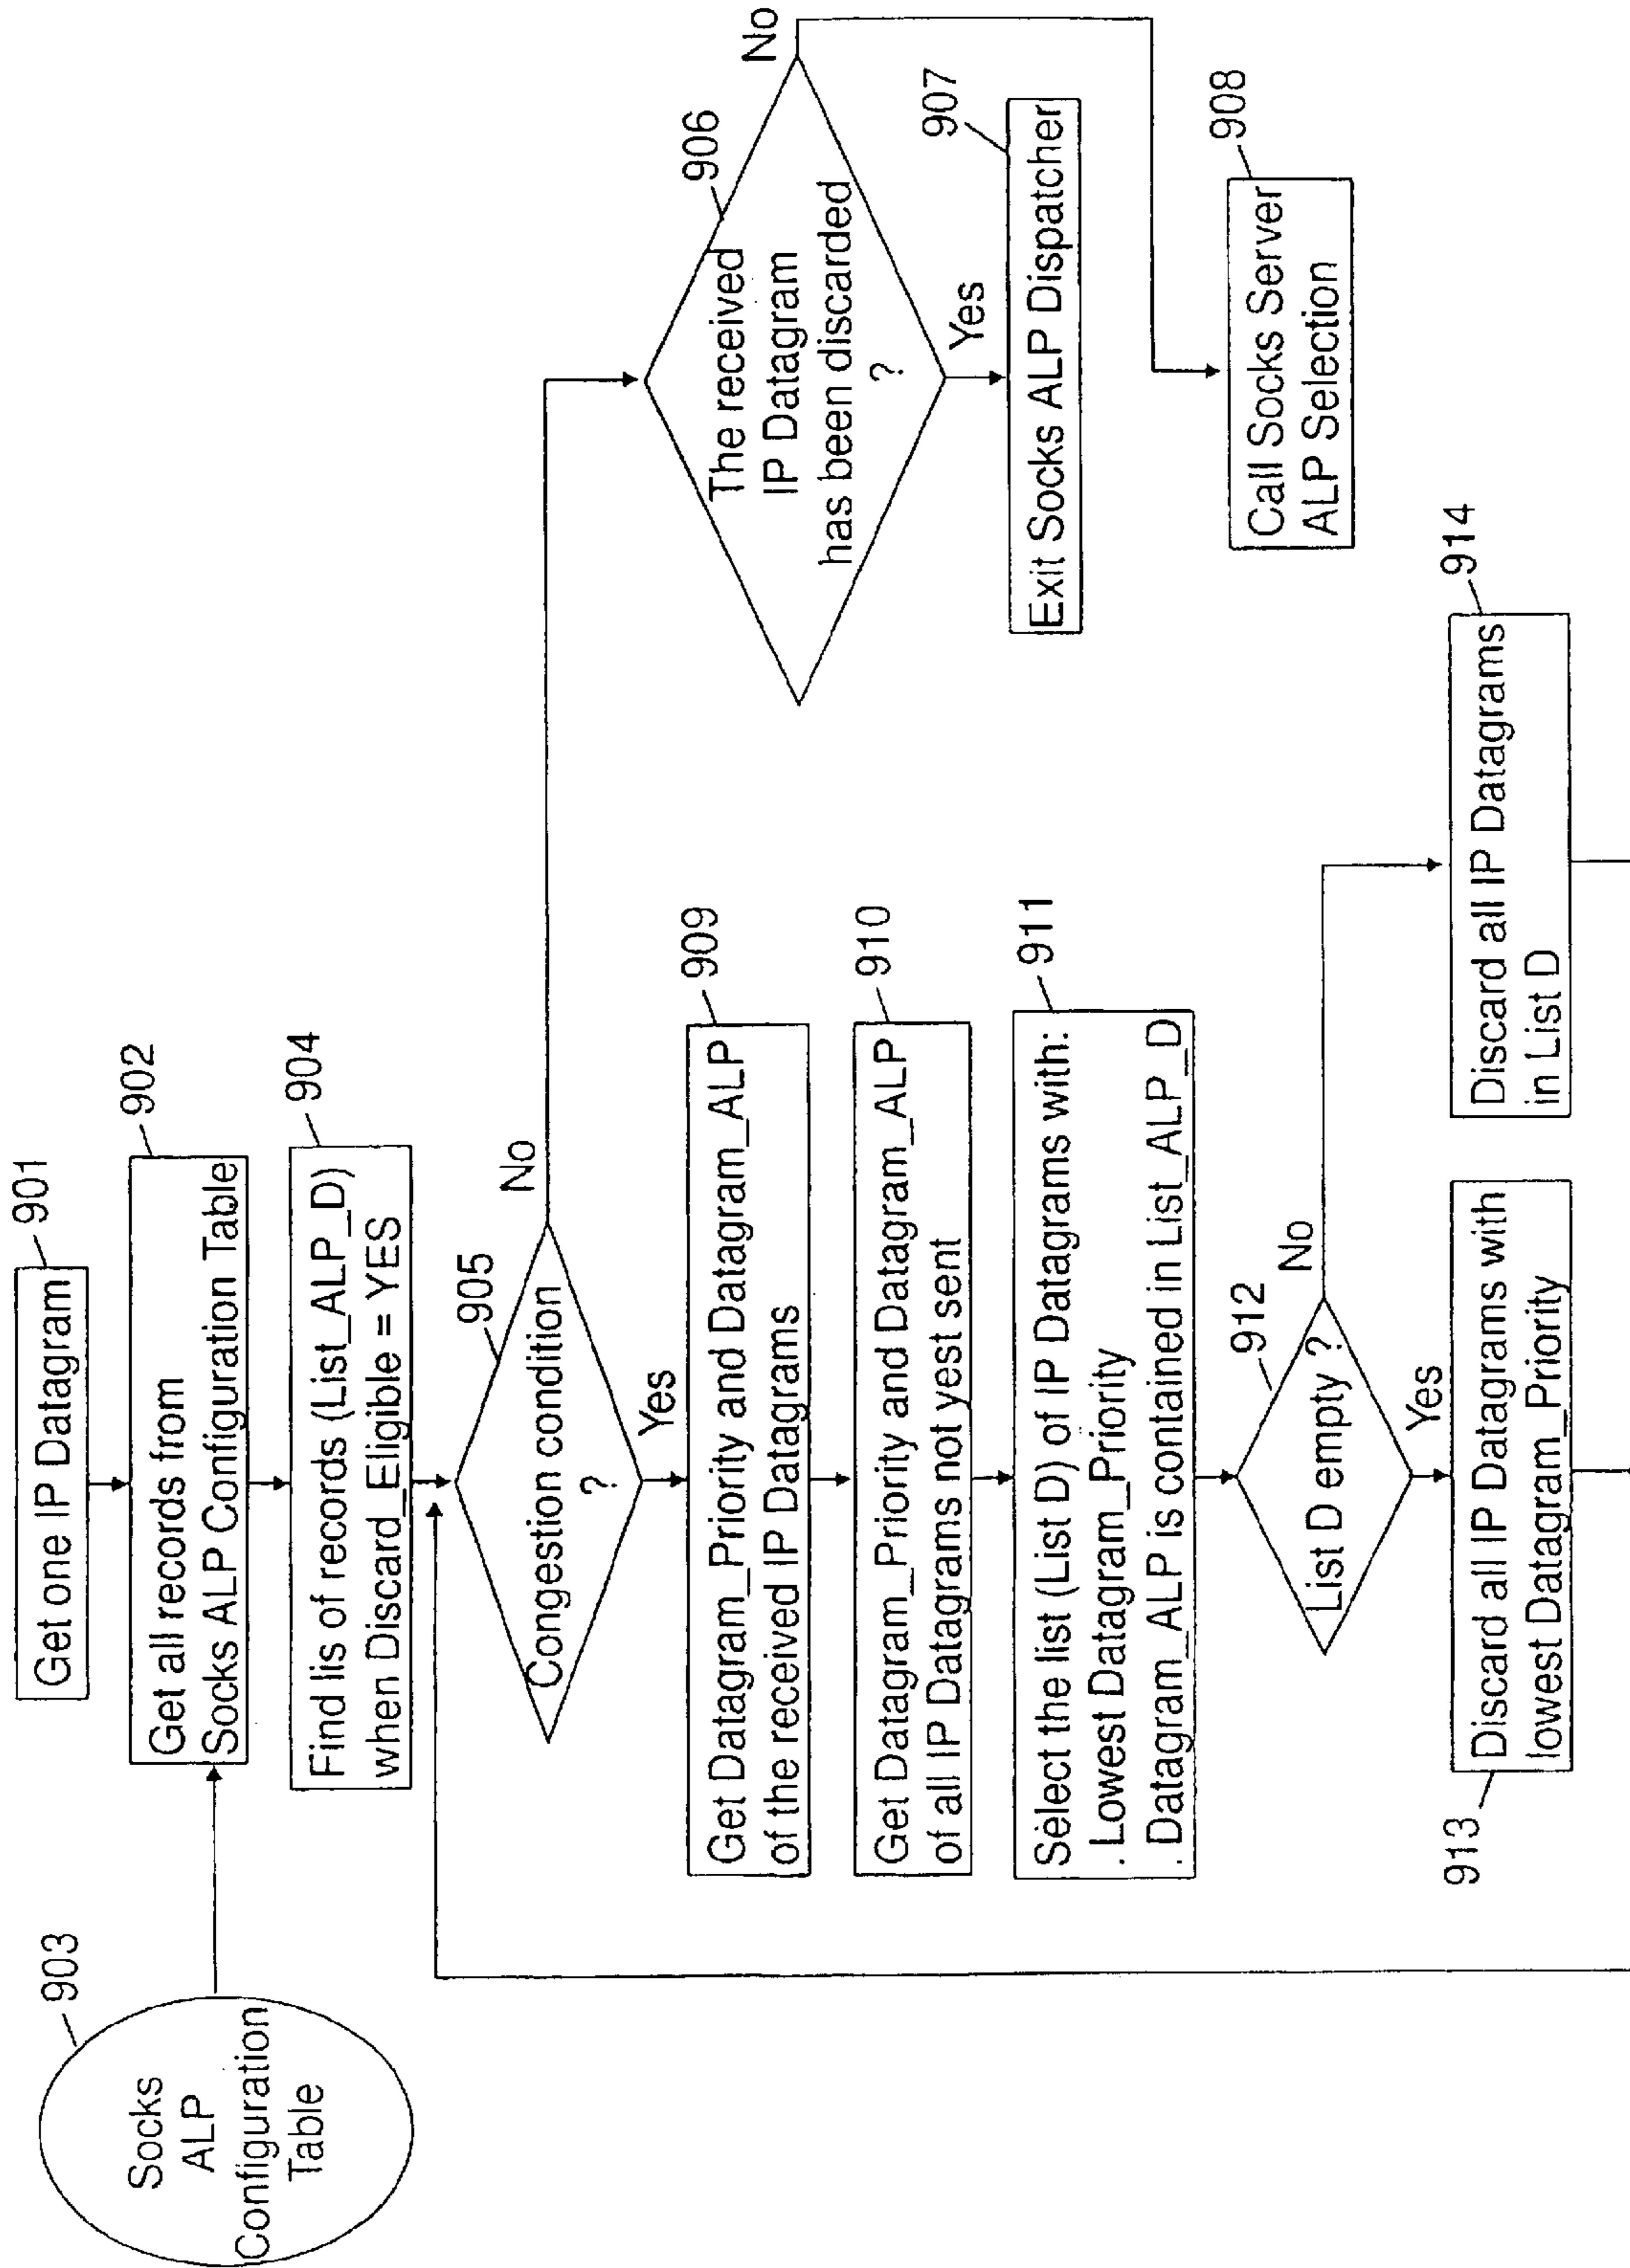 901
Get one IP Datagram
903
Socks
ALP
Configuration
Table
902
Get all records from
Socks ALP Configuration Table
904
Find lis of records (List_ALP_D)
when Discard_Eligible = YES
905
Congestion condition
?
No
Yes
906
The received
IP Datagram
has been discarded
?
No
Yes
907
Exit Socks ALP Dispatcher
908
Call Socks Server
ALP Selection
909
Get Datagram_Priority and Datagram_ALP
of the received IP Datagrams
910
Get Datagram_Priority and Datagram_ALP
of all IP Datagrams not yest sent
911
Select the list (List D) of IP Datagrams with:
. Lowest Datagram_Priority
. Datagram_ALP is contained in List_ALP_D
912
List D empty ?
No
Yes
913
Discard all IP Datagrams with
lowest Datagram_Priority
914
Discard all IP Datagrams
in List D